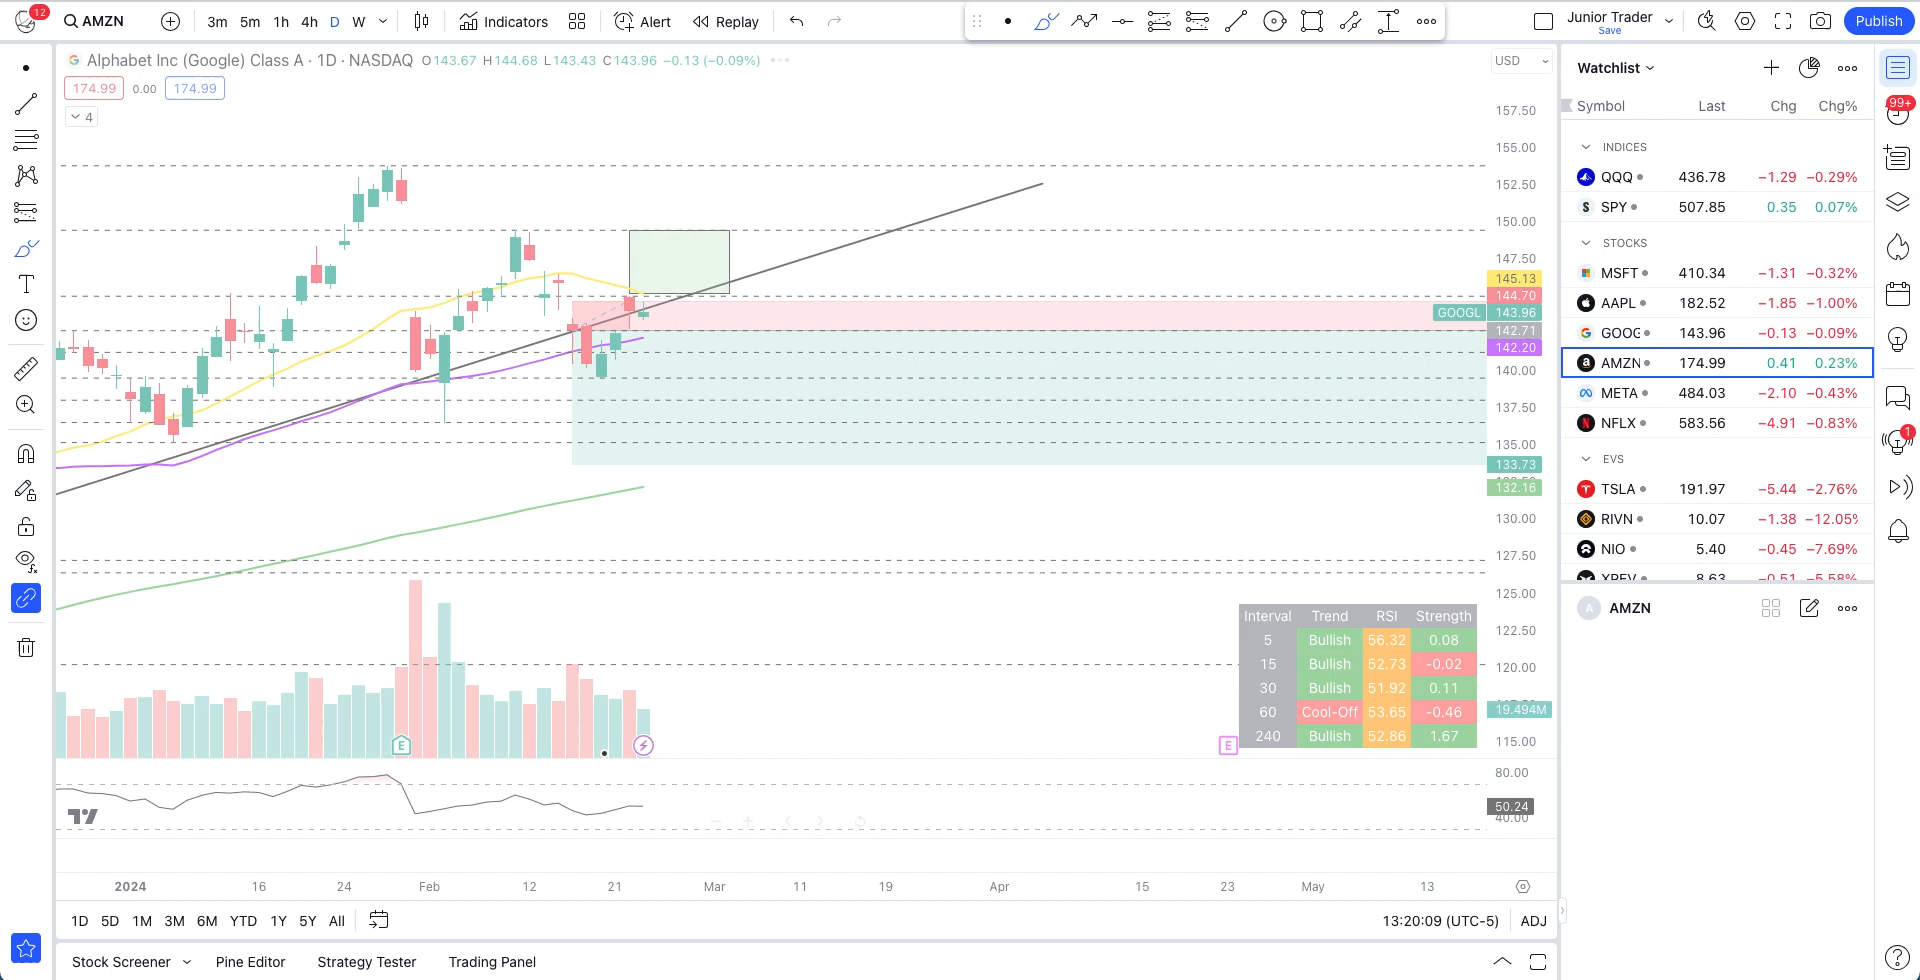 12
AMZN
3m 5m 1h 4h D W
Indicators
Alert
Replay
Junior Trader
Save
Publish
Alphabet Inc (Google) Class A · 1D · NASDAQ O143.67 H144.68 L143.43 C143.96 −0.13 (−0.09%)
174.99 0.00 174.99
4
USD
157.50
155.00
152.50
150.00
147.50
145.13
144.70
GOOGL 143.96
142.71
142.20
140.00
137.50
135.00
133.73
132.16
130.00
127.50
125.00
122.50
120.00
19.494M
115.00
80.00
50.24
40.00
Interval Trend RSI Strength
5 Bullish 56.32 0.08
15 Bullish 52.73 -0.02
30 Bullish 51.92 0.11
60 Cool-Off 53.65 -0.46
240 Bullish 52.86 1.67
E
E
2024 16 24 Feb 12 21 Mar 11 19 Apr 15 23 May 13
1D 5D 1M 3M 6M YTD 1Y 5Y All
13:20:09 (UTC-5) ADJ
Stock Screener Pine Editor Strategy Tester Trading Panel
Watchlist
Symbol Last Chg Chg%
INDICES
QQQ 436.78 −1.29 −0.29%
S SPY 507.85 0.35 0.07%
STOCKS
MSFT 410.34 −1.31 −0.32%
AAPL 182.52 −1.85 −1.00%
G GOOG 143.96 −0.13 −0.09%
a AMZN 174.99 0.41 0.23%
META 484.03 −2.10 −0.43%
N NFLX 583.56 −4.91 −0.83%
EVS
TSLA 191.97 −5.44 −2.76%
RIVN 10.07 −1.38 −12.05%
NIO 5.40 −0.45 −7.69%
XPEV 8.63 −0.51 −5.58%
A AMZN
99+
1